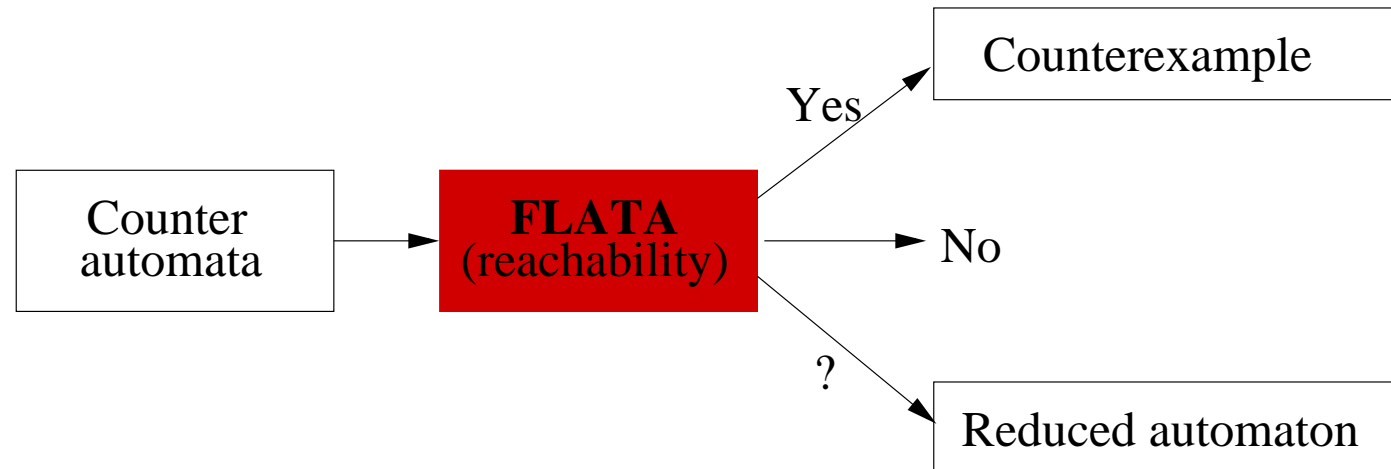 Counter
automata
FLATA
(reachability)
Yes
Counterexample
No
?
Reduced automaton